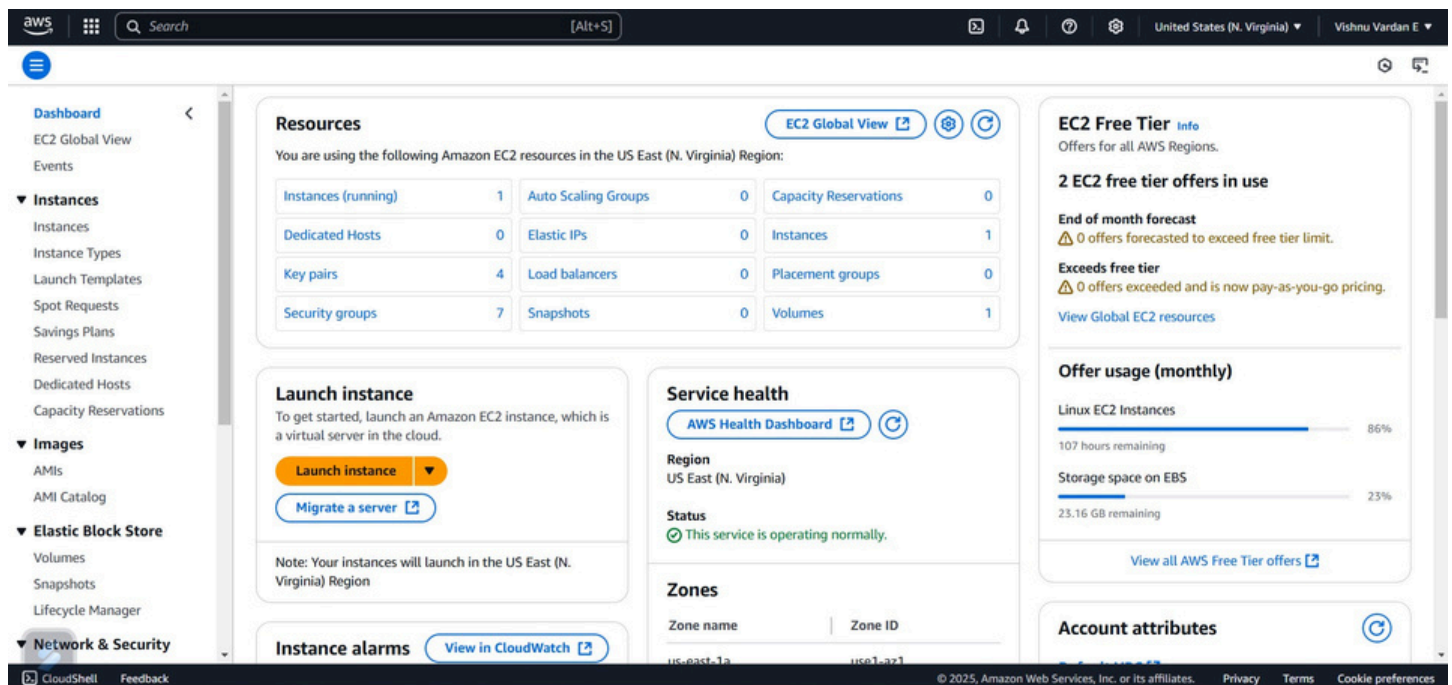 aws
Search [Alt+S]
United States (N. Virginia) ▼
Vishnu Vardan E ▼
Dashboard
EC2 Global View
Events
▼ Instances
Instances
Instance Types
Launch Templates
Spot Requests
Savings Plans
Reserved Instances
Dedicated Hosts
Capacity Reservations
▼ Images
AMIs
AMI Catalog
▼ Elastic Block Store
Volumes
Snapshots
Lifecycle Manager
▼ Network & Security
Resources
EC2 Global View
You are using the following Amazon EC2 resources in the US East (N. Virginia) Region:
Instances (running) 1 Auto Scaling Groups 0 Capacity Reservations 0
Dedicated Hosts 0 Elastic IPs 0 Instances 1
Key pairs 4 Load balancers 0 Placement groups 0
Security groups 7 Snapshots 0 Volumes 1
Launch instance
To get started, launch an Amazon EC2 instance, which is
a virtual server in the cloud.
Launch instance ▼
Migrate a server
Note: Your instances will launch in the US East (N.
Virginia) Region
Instance alarms
View in CloudWatch
Service health
AWS Health Dashboard
Region
US East (N. Virginia)
Status
This service is operating normally.
Zones
Zone name Zone ID
us-east-1a use1-az1
EC2 Free Tier Info
Offers for all AWS Regions.
2 EC2 free tier offers in use
End of month forecast
0 offers forecasted to exceed free tier limit.
Exceeds free tier
0 offers exceeded and is now pay-as-you-go pricing.
View Global EC2 resources
Offer usage (monthly)
Linux EC2 Instances
86%
107 hours remaining
Storage space on EBS
23%
23.16 GB remaining
View all AWS Free Tier offers
Account attributes
CloudShell Feedback
© 2025, Amazon Web Services, Inc. or its affiliates. Privacy Terms Cookie preferences